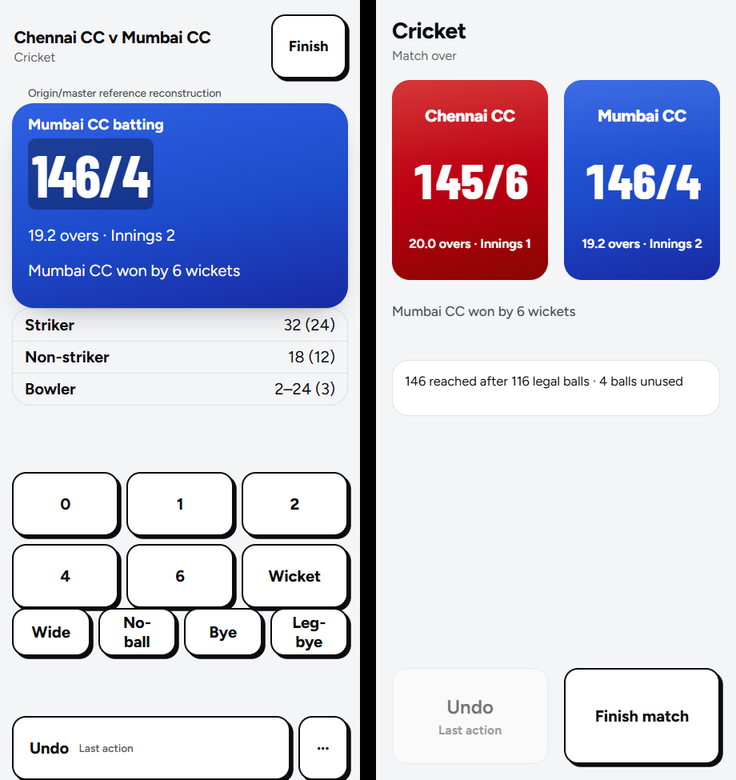 Chennai CC v Mumbai CC
Cricket
Finish
Origin/master reference reconstruction
Mumbai CC batting
146/4
19.2 overs · Innings 2
Mumbai CC won by 6 wickets
Striker 32 (24)
Non-striker 18 (12)
Bowler 2–24 (3)
0 1 2
4 6 Wicket
Wide No-
ball Bye Leg-
bye
Undo Last action ···
Cricket
Match over
Chennai CC
145/6
20.0 overs · Innings 1
Mumbai CC
146/4
19.2 overs · Innings 2
Mumbai CC won by 6 wickets
146 reached after 116 legal balls · 4 balls unused
Undo
Last action
Finish match